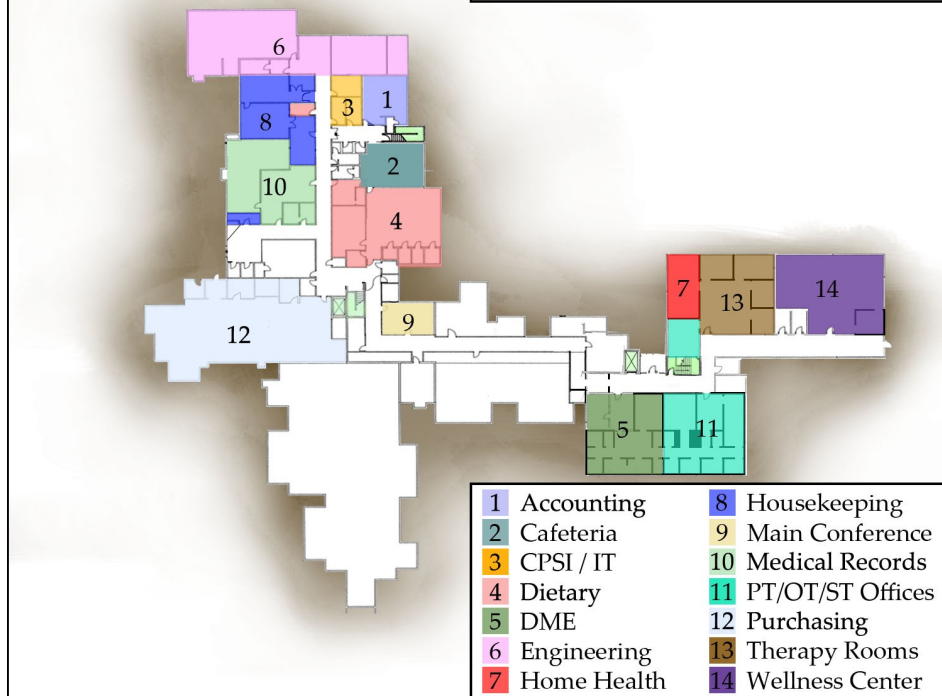 6
3
1
8
2
10
4
7
13
14
9
12
5
11
1 Accounting
2 Cafeteria
3 CPSI / IT
4 Dietary
5 DME
6 Engineering
7 Home Health
8 Housekeeping
9 Main Conference
10 Medical Records
11 PT/OT/ST Offices
12 Purchasing
13 Therapy Rooms
14 Wellness Center